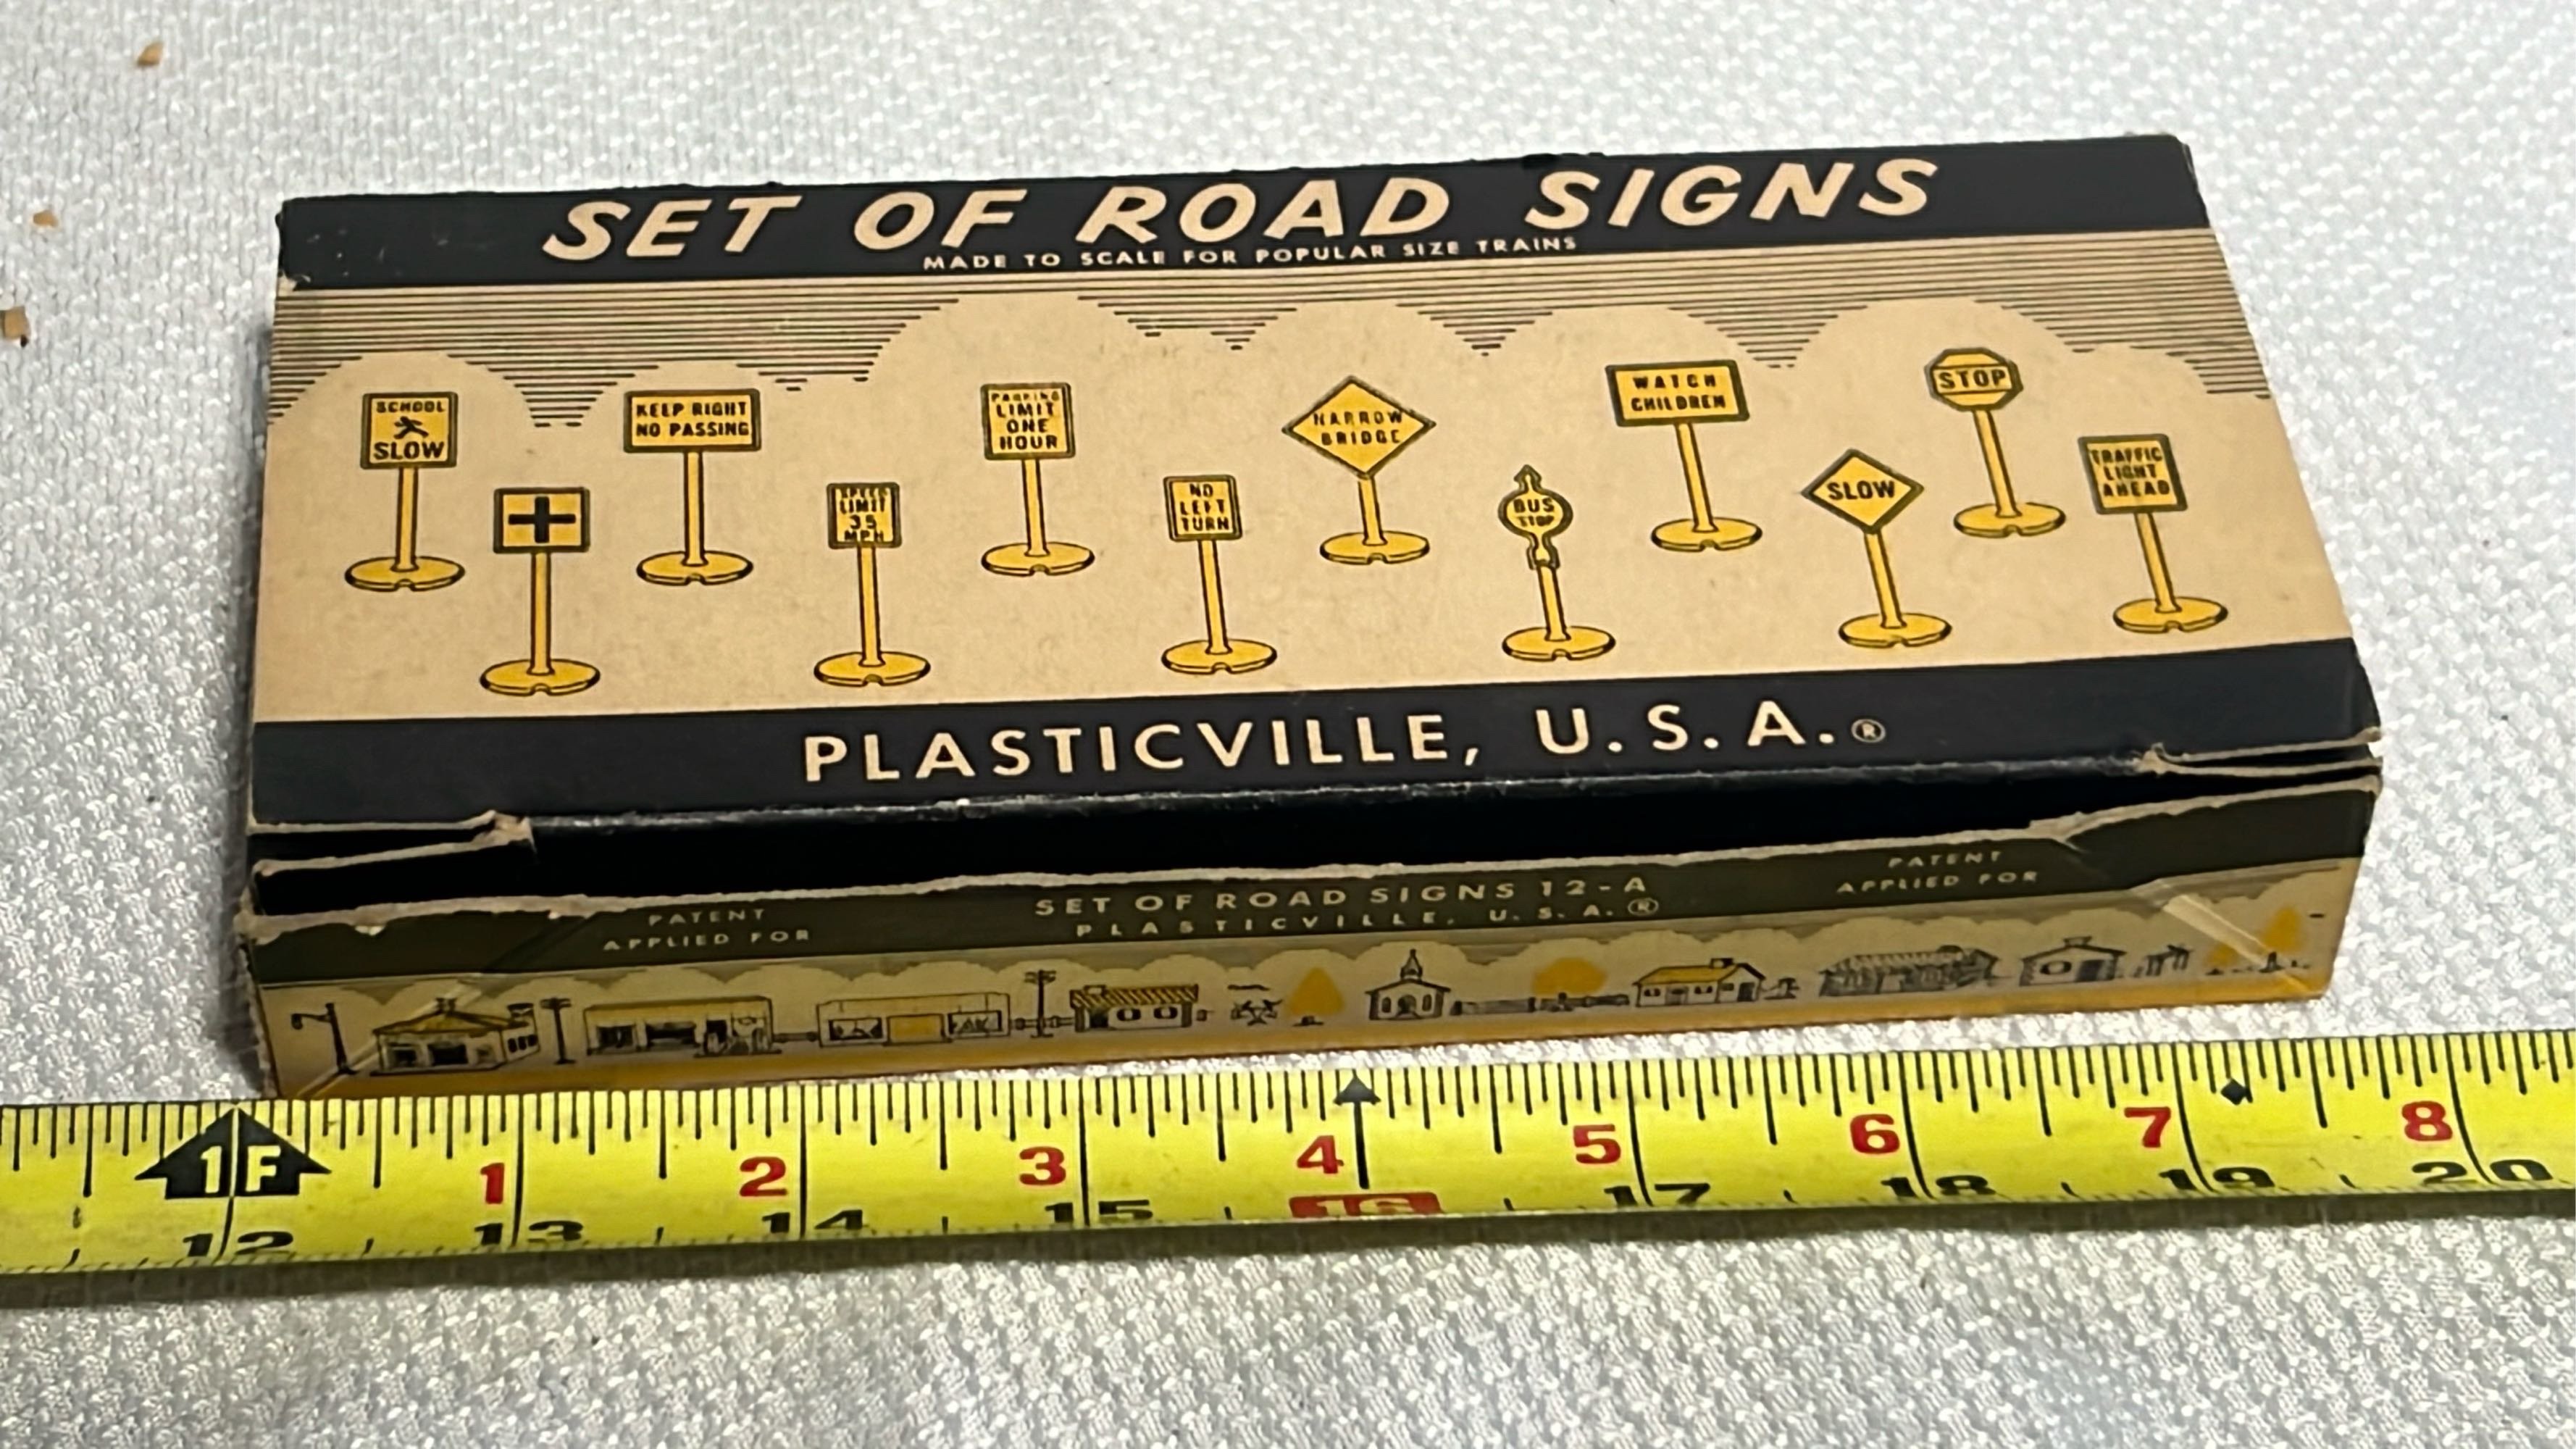 SET OF ROAD SIGNS
MADE TO SCALE FOR POPULAR SIZE TRAINS
SCHOOL
SLOW
KEEP RIGHT
NO PASSING
SPEED
LIMIT
35
MPH
PARKING
LIMIT
ONE
HOUR
NO
LEFT
TURN
NARROW
BRIDGE
BUS
STOP
WATCH
CHILDREN
SLOW
STOP
TRAFFIC
LIGHT
AHEAD
PLASTICVILLE, U.S.A.®
PATENT
APPLIED FOR
SET OF ROAD SIGNS 12-A
PLASTICVILLE, U.S.A.®
PATENT
APPLIED FOR
1F 1 2 3 4 5 6 7 8
12 13 14 15 16 17 18 19 20